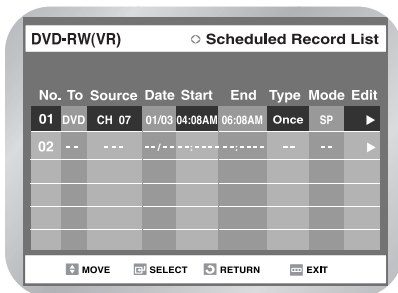 DVD-RW(VR) Scheduled Record List
No. To Source Date Start End Type Mode Edit
01 DVD CH 07 01/03 04:08AM 06:08AM Once SP ►
02 -- --- --/-- --:-- --:-- -- -- ►
MOVE SELECT RETURN EXIT